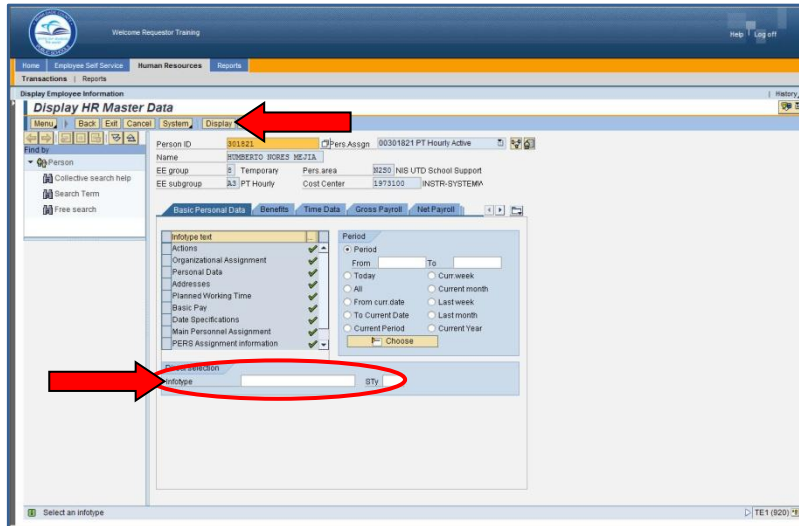 Welcome Requestor Training
Help Log off
Home Employee Self Service Human Resources Reports
Transactions | Reports
Display Employee Information
History
Display HR Master Data
Menu Back Exit Cancel System Display
Find by
Person
Collective search help
Search Term
Free search
Person ID 301821 Pers.Assgn 00301821 PT Hourly Active
Name HUMBERTO NORES MEJIA
EE group 8 Temporary Pers.area N250 NIS UTD School Support
EE subgroup A3 PT Hourly Cost Center 1973100 INSTR-SYSTEMW
Basic Personal Data Benefits Time Data Gross Payroll Net Payroll
Infotype text ..
Actions
Organizational Assignment
Personal Data
Addresses
Planned Working Time
Basic Pay
Date Specifications
Main Personnel Assignment
PERS Assignment information
Period
Period
From To
Today Curr.week
All Current month
From curr.date Last week
To Current Date Last month
Current Period Current Year
Choose
selection
Infotype STy
Select an infotype
TE1 (920)